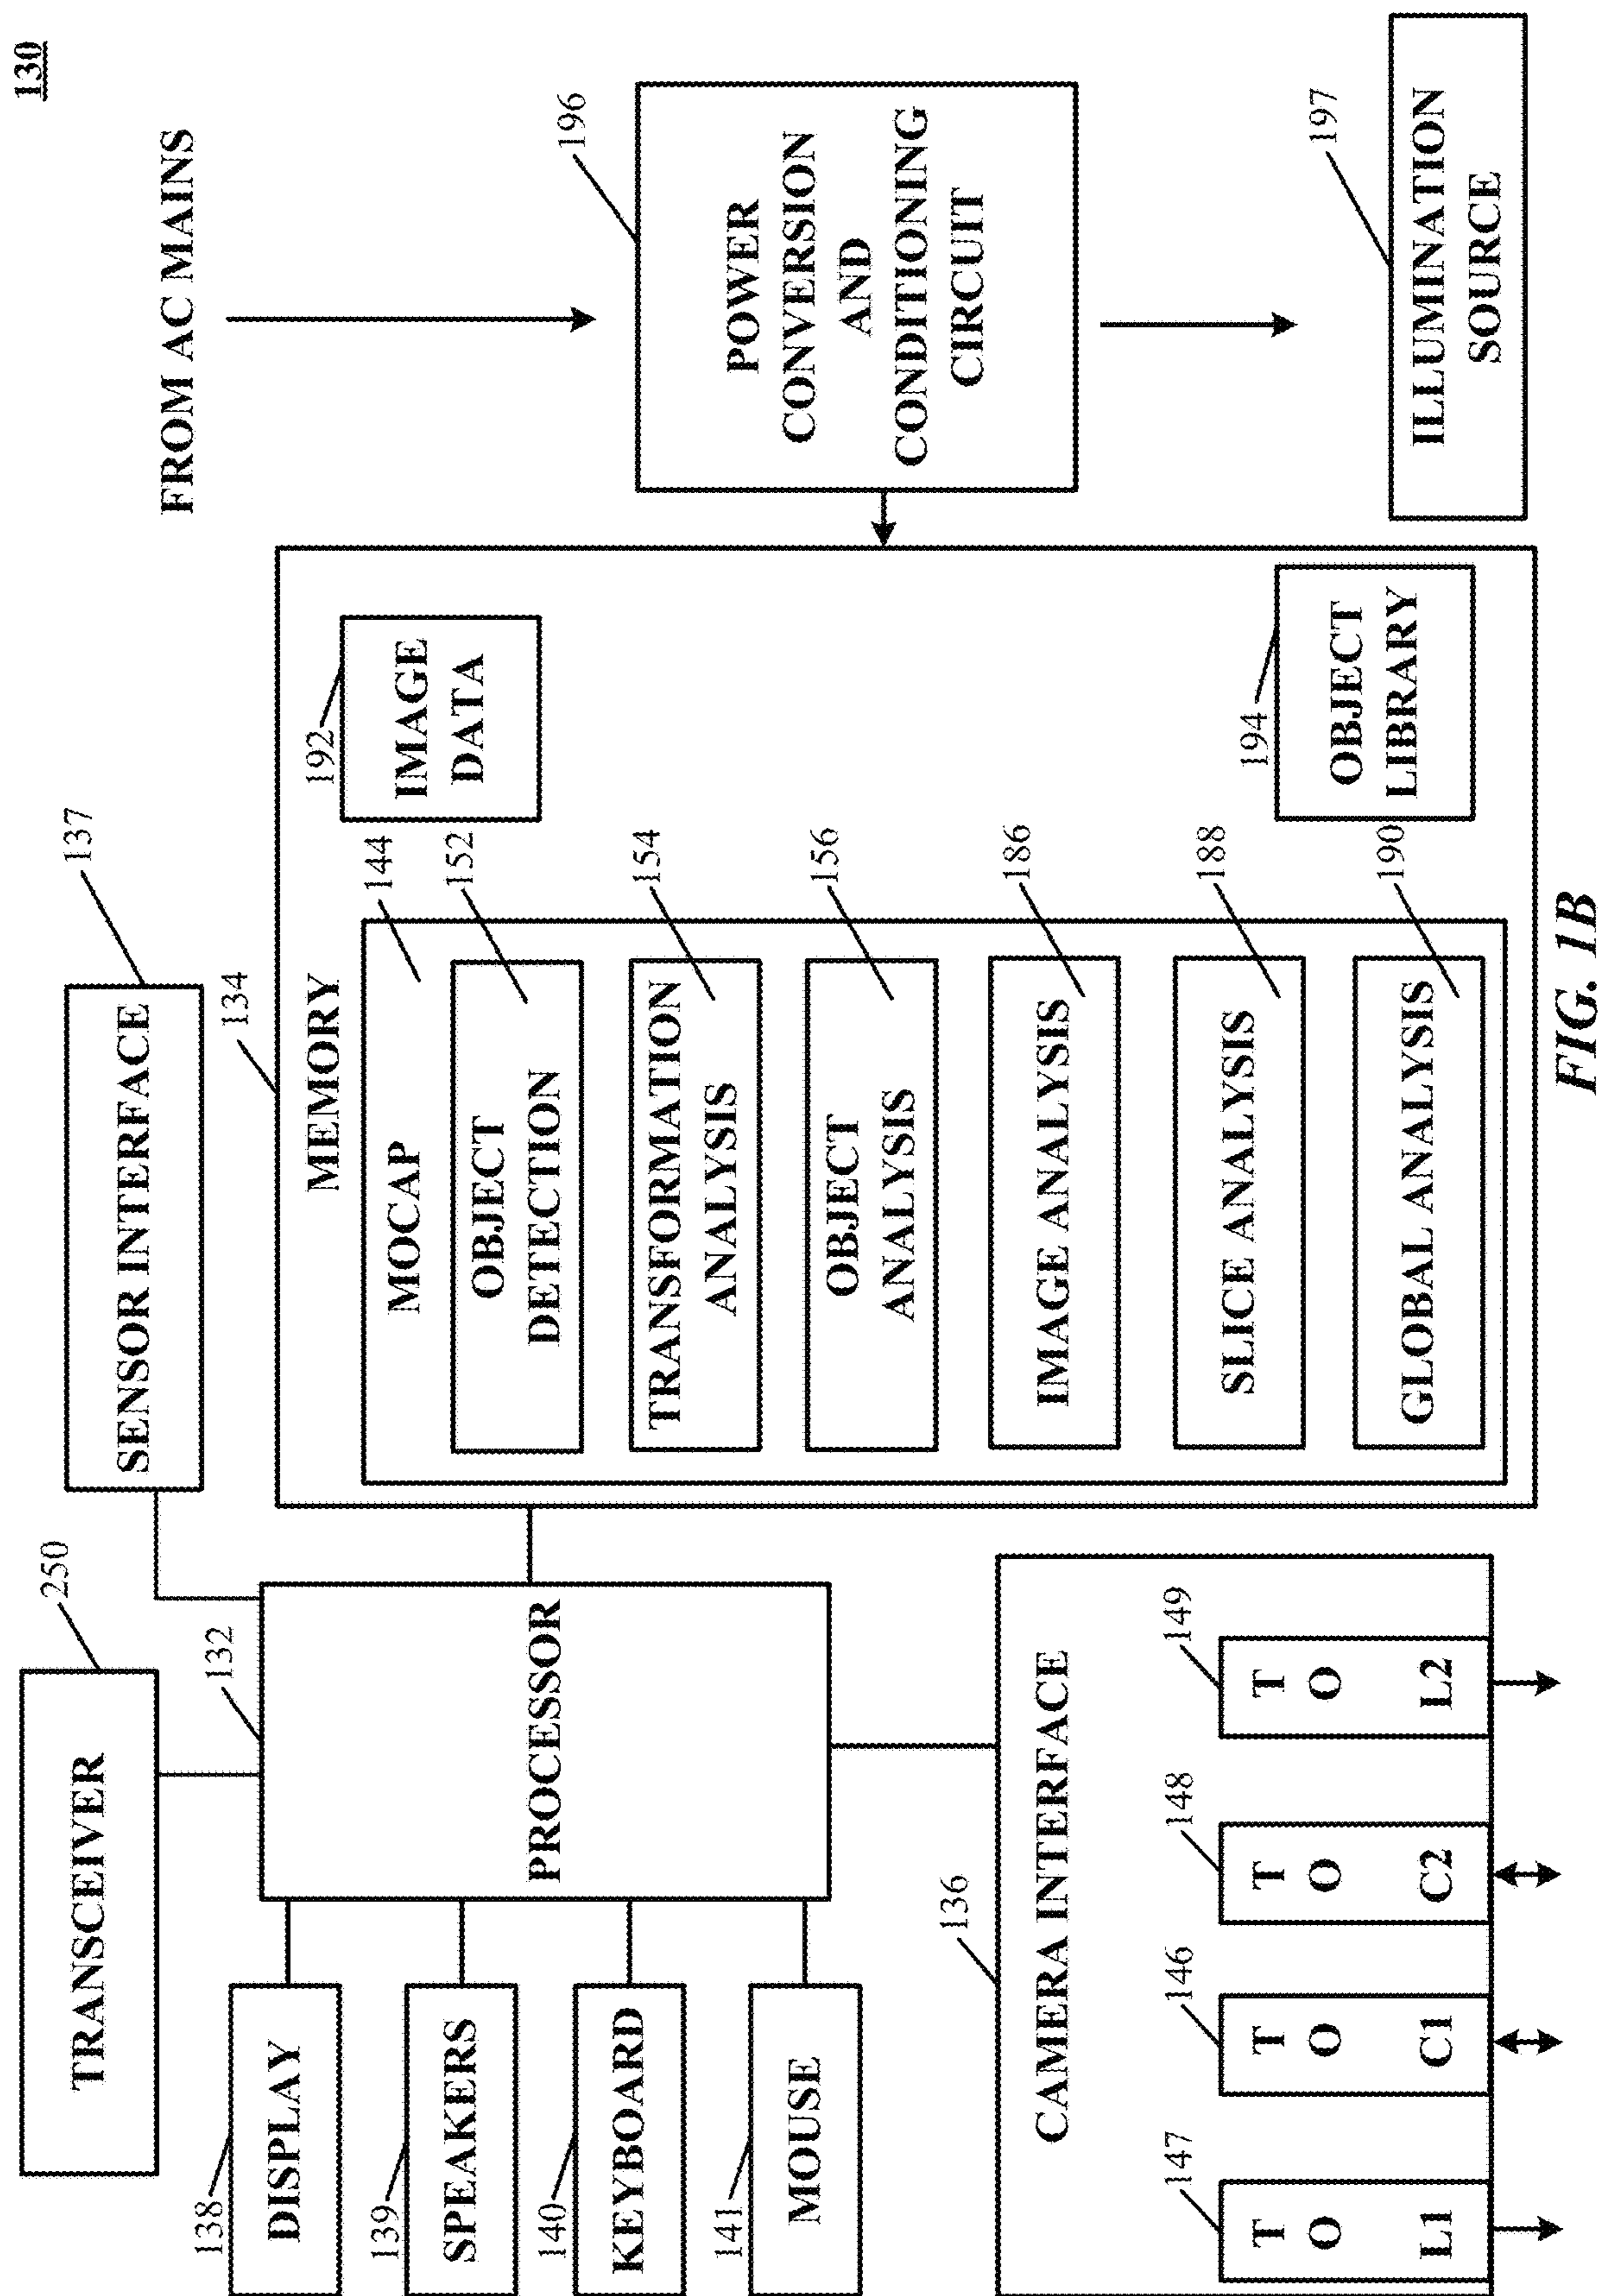 130
TRANSCEIVER
250
SENSOR INTERFACE
137
FROM AC MAINS
138
DISPLAY
139
SPEAKERS
140
KEYBOARD
141
MOUSE
132
PROCESSOR
134
MEMORY
MOCAP
144
OBJECT
DETECTION
152
TRANSFORMATION
ANALYSIS
154
OBJECT
ANALYSIS
156
IMAGE ANALYSIS
186
SLICE ANALYSIS
188
GLOBAL ANALYSIS
190
192
IMAGE
DATA
194
OBJECT
LIBRARY
196
POWER
CONVERSION
AND
CONDITIONING
CIRCUIT
197
ILLUMINATION
SOURCE
136
CAMERA INTERFACE
147
T
O
L1
146
T
O
C1
148
T
O
C2
149
T
O
L2
FIG. 1B